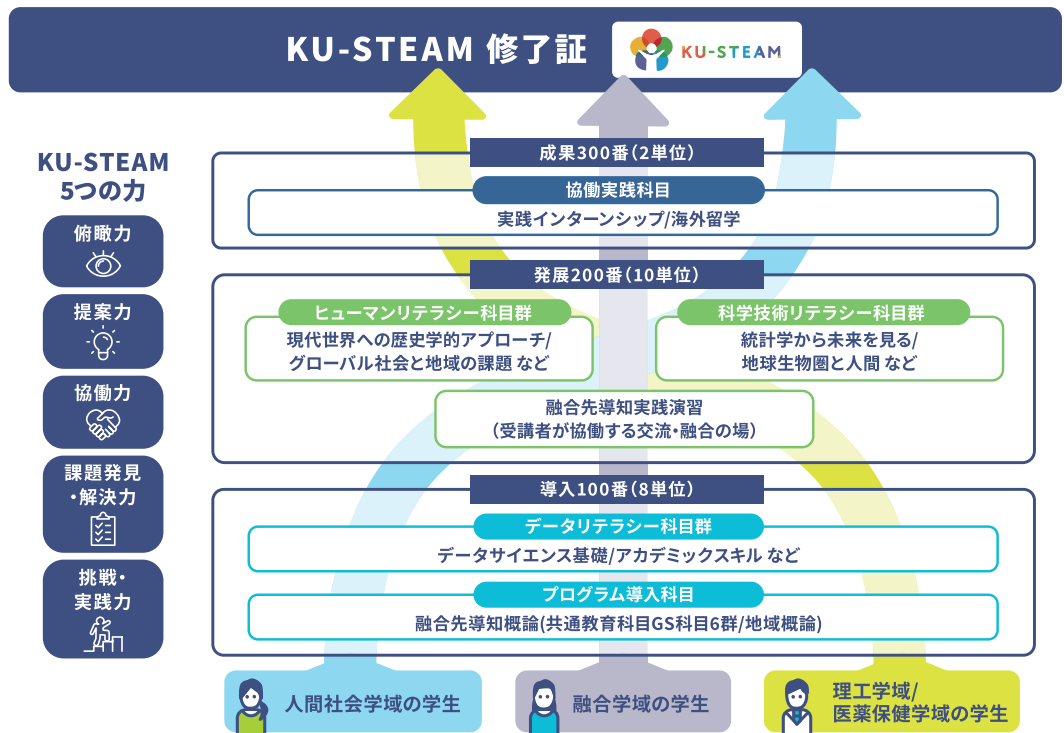 KU-STEAM 修了証
KU-STEAM
KU-STEAM
5つの力
俯瞰力
提案力
協働力
課題発見
・解決力
挑戦・
実践力
成果300番(2単位)
協働実践科目
実践インターンシップ/海外留学
発展200番(10単位)
ヒューマンリテラシー科目群
現代世界への歴史学的アプローチ/
グローバル社会と地域の課題 など
科学技術リテラシー科目群
統計学から未来を見る/
地球生物圏と人間 など
融合先導知実践演習
(受講者が協働する交流・融合の場)
導入100番(8単位)
データリテラシー科目群
データサイエンス基礎/アカデミックスキル など
プログラム導入科目
融合先導知概論(共通教育科目GS科目6群/地域概論)
人間社会学域の学生
融合学域の学生
理工学域/
医薬保健学域の学生